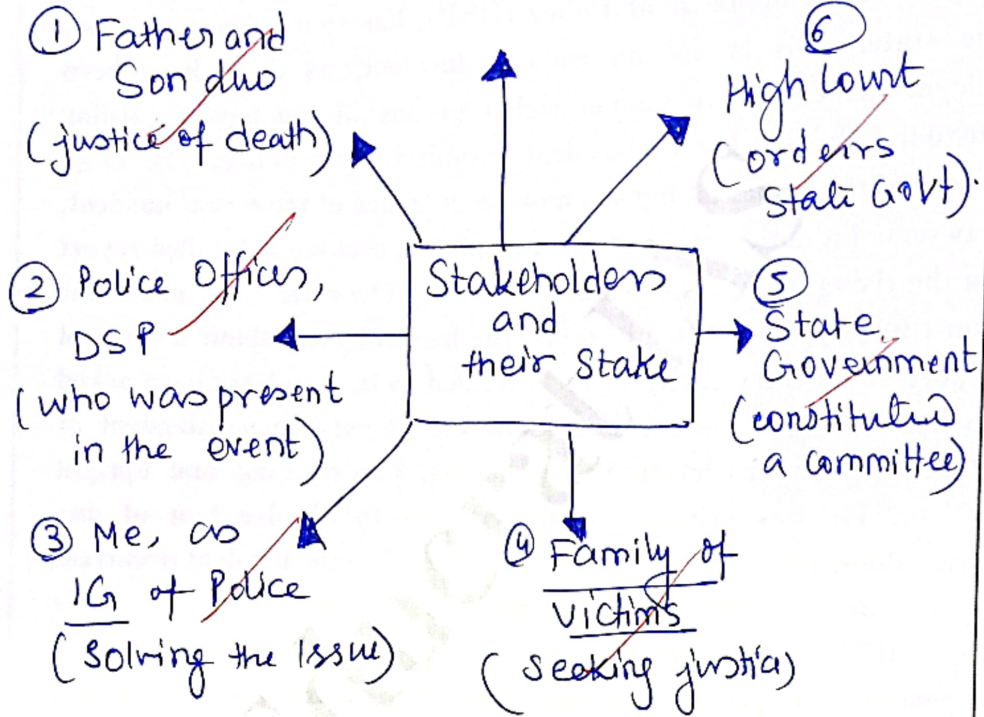 ① Father and
Son duo
(justice of death)
② Police Offices,
DSP
(who was present
in the event)
③ Me, as
IG of Police
(Solving the Issue)
Stakeholders
and
their Stake
④ Family of
Victims
(Seeking justice)
⑤
State
Government
(constituted
a committee)
⑥
High Court
(orders
State Govt).